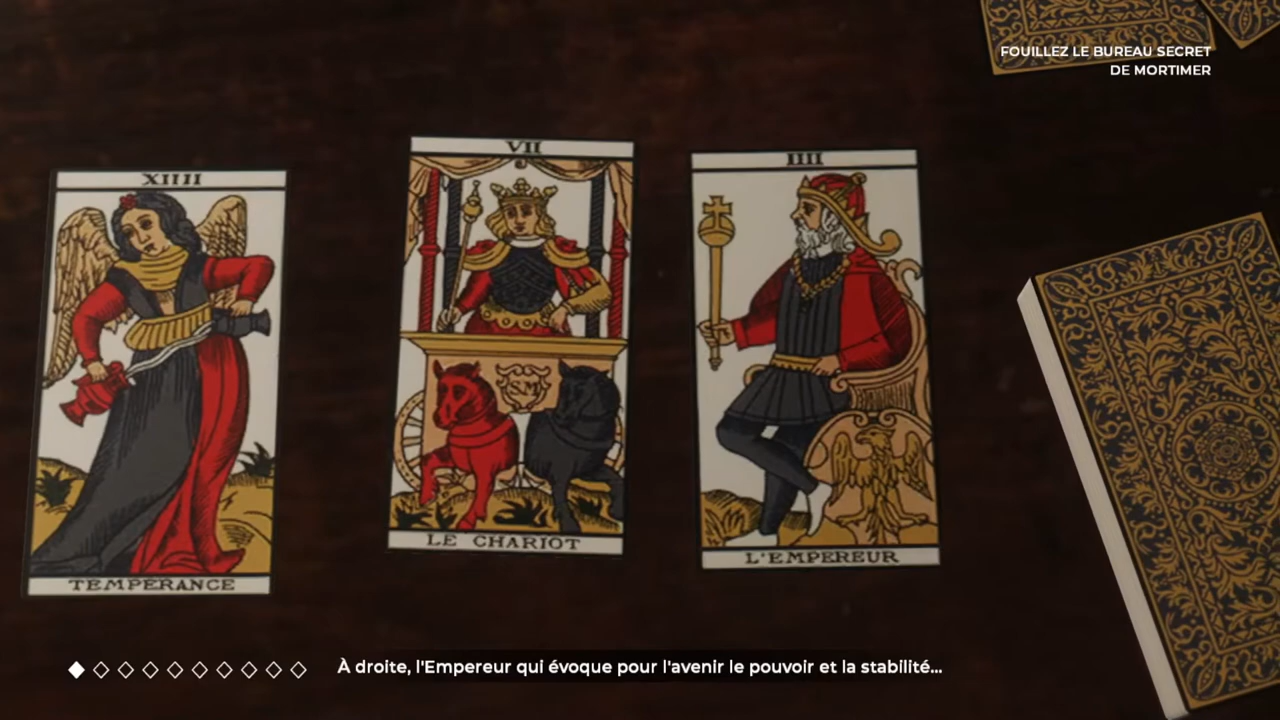 FOUILLEZ LE BUREAU SECRET
DE MORTIMER
XIIII
VII
IIII
SM
LE CHARIOT
L'EMPEREUR
TEMPERANCE
À droite, l'Empereur qui évoque pour l'avenir le pouvoir et la stabilité...